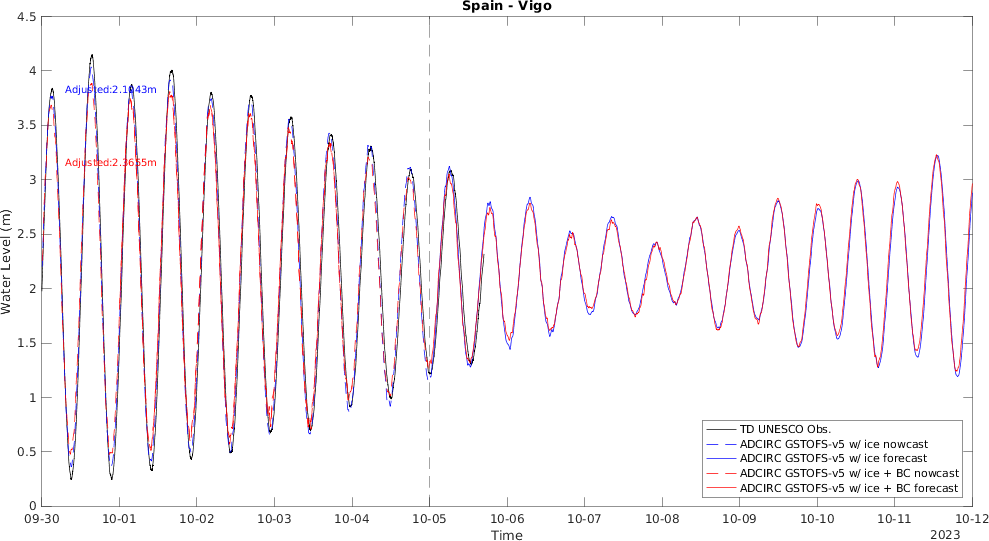 Spain - Vigo
4.5
4
3.5
3
2.5
2
1.5
1
0.5
0
Water Level (m)
Adjusted:2.1943m
Adjusted:2.3655m
TD UNESCO Obs.
ADCIRC GSTOFS-v5 w/ ice nowcast
ADCIRC GSTOFS-v5 w/ ice forecast
ADCIRC GSTOFS-v5 w/ ice + BC nowcast
ADCIRC GSTOFS-v5 w/ ice + BC forecast
09-30 10-01 10-02 10-03 10-04 10-05 10-06 10-07 10-08 10-09 10-10 10-11 10-12
Time
2023